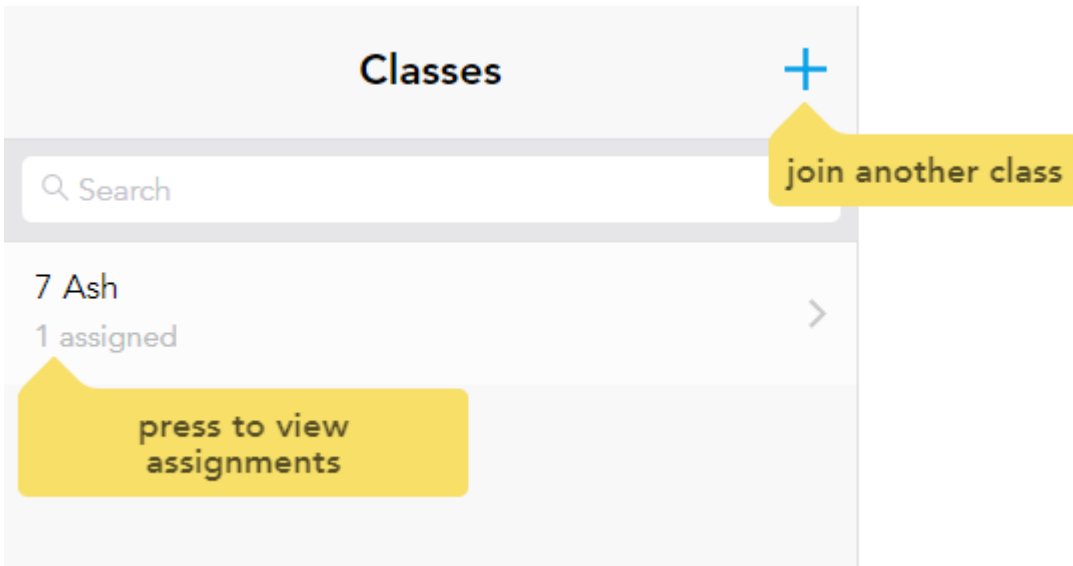 Classes
join another class
Search
7 Ash
1 assigned
press to view
assignments